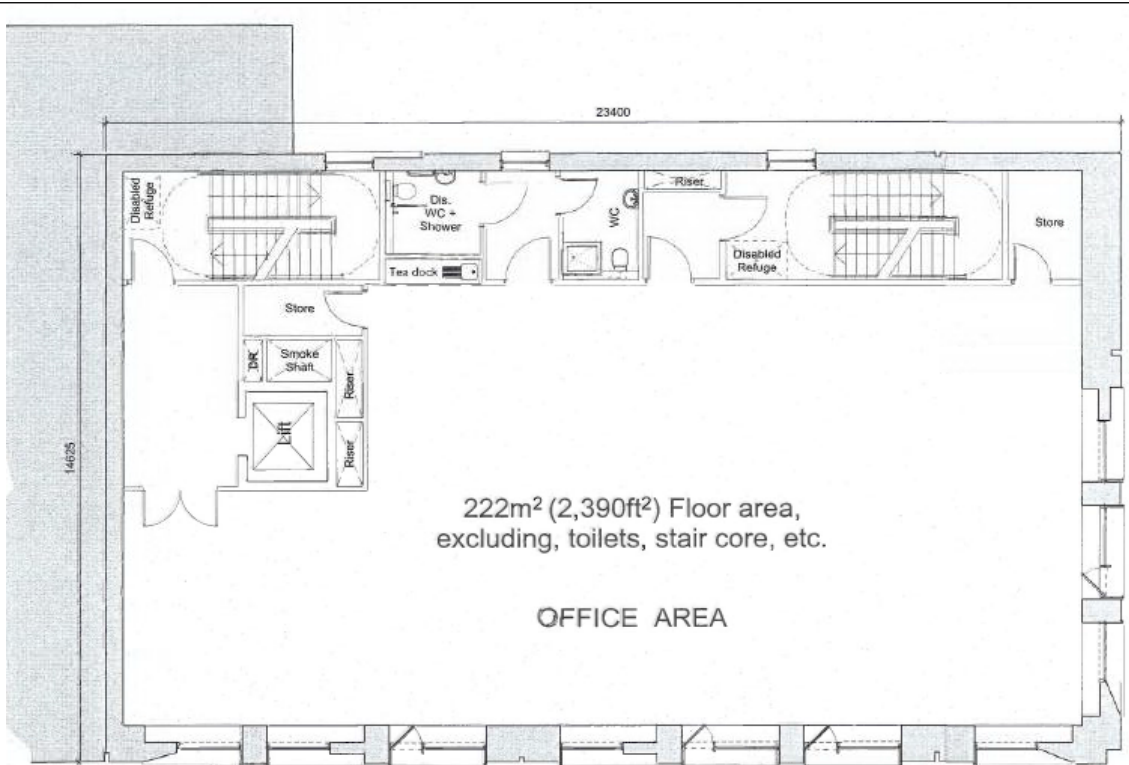 23400
14625
Disabled
Refuge
Dis.
WC +
Shower
Tea dock
WC
Riser
Disabled
Refuge
Store
Store
DR
Smoke
Shaft
Riser
Lift
Riser
222m² (2,390ft²) Floor area,
excluding, toilets, stair core, etc.
OFFICE AREA